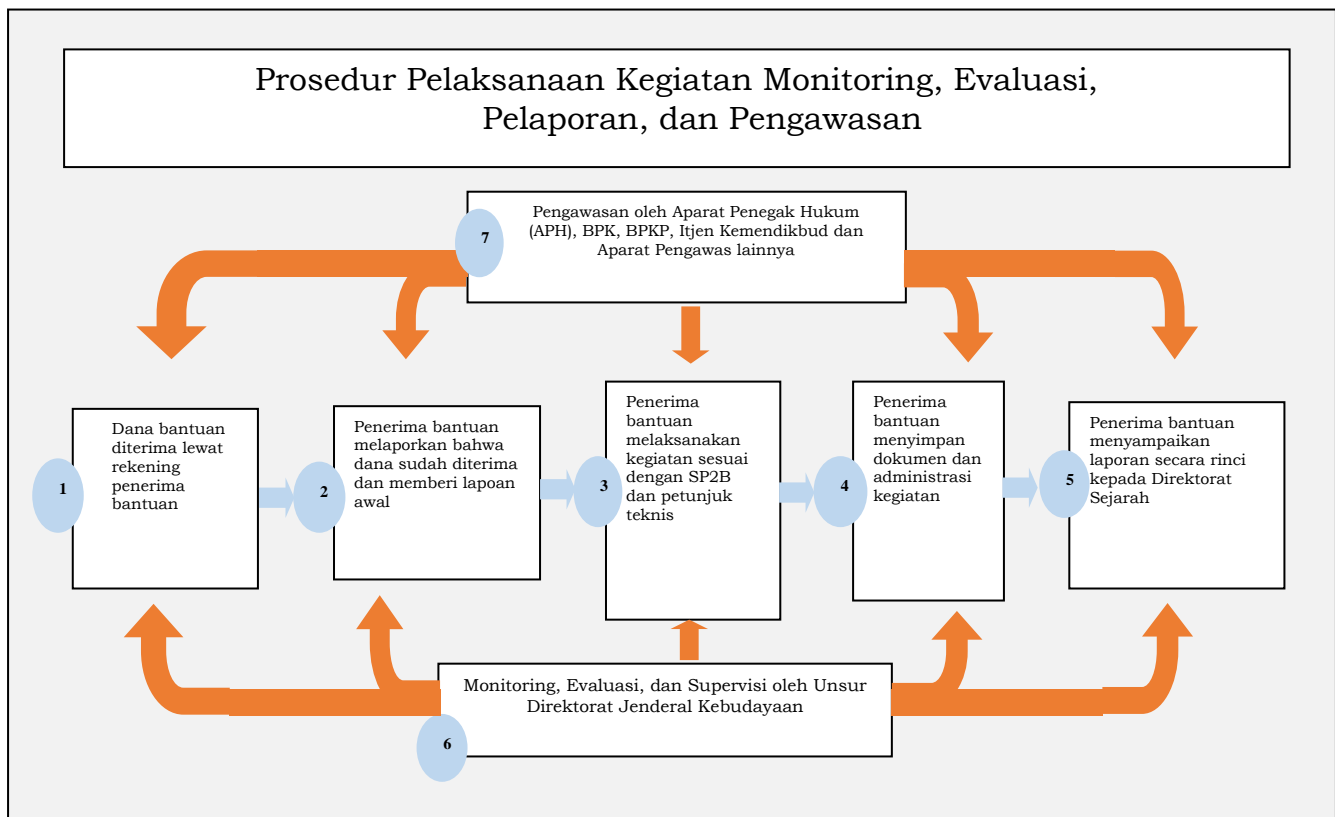 Prosedur Pelaksanaan Kegiatan Monitoring, Evaluasi,
Pelaporan, dan Pengawasan
7
Pengawasan oleh Aparat Penegak Hukum
(APH), BPK, BPKP, Itjen Kemendikbud dan
Aparat Pengawas lainnya
1
Dana bantuan
diterima lewat
rekening
penerima
bantuan
2
Penerima bantuan
melaporkan bahwa
dana sudah diterima
dan memberi lapoan
awal
3
Penerima
bantuan
melaksanakan
kegiatan sesuai
dengan SP2B
dan petunjuk
teknis
4
Penerima
bantuan
menyimpan
dokumen dan
administrasi
kegiatan
5
Penerima bantuan
menyampaikan
laporan secara rinci
kepada Direktorat
Sejarah
Monitoring, Evaluasi, dan Supervisi oleh Unsur
Direktorat Jenderal Kebudayaan
6